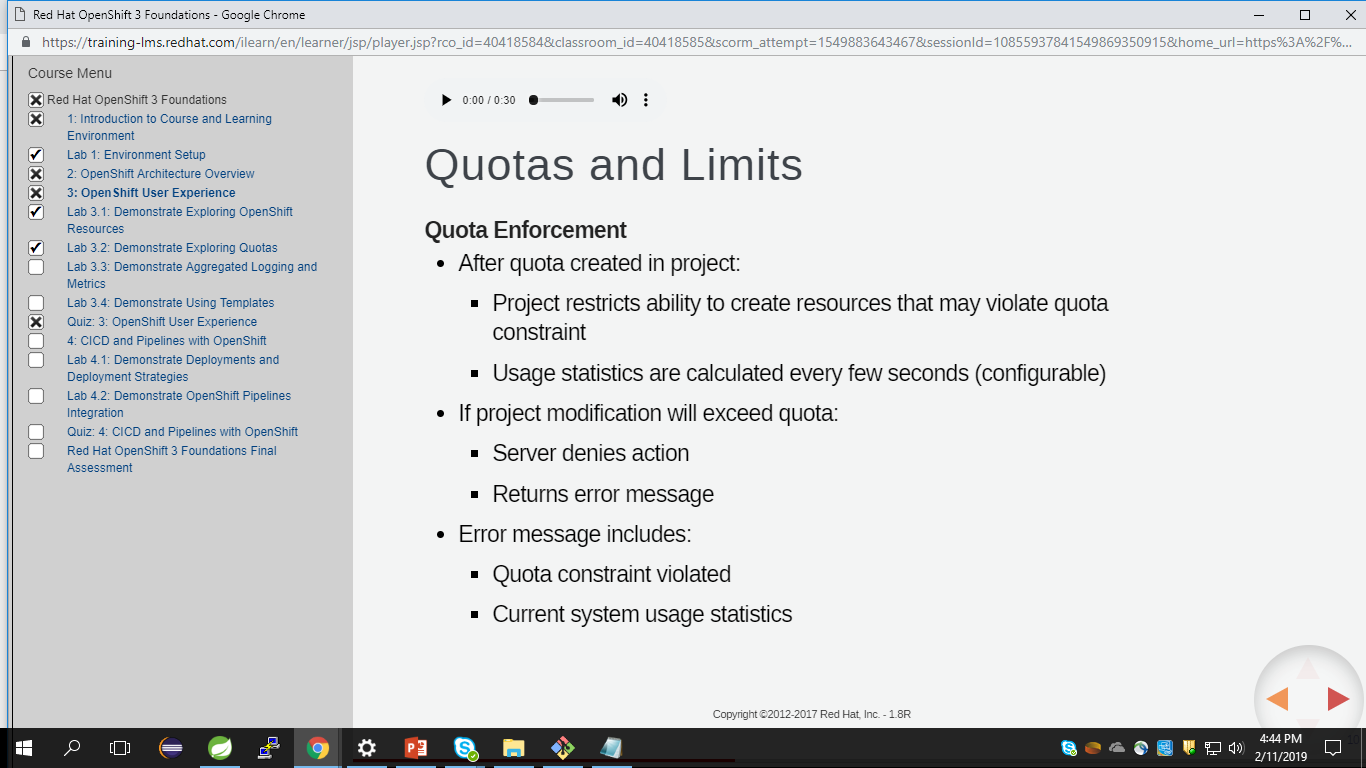 Red Hat OpenShift 3 Foundations - Google Chrome
https://training-lms.redhat.com/ilearn/en/learner/jsp/player.jsp?rco_id=40418584&classroom_id=40418585&scorm_attempt=1549883643467&sessionId=10855937841549869350915&home_url=https%3A%2F%...
Course Menu
Red Hat OpenShift 3 Foundations
1: Introduction to Course and Learning
Environment
Lab 1: Environment Setup
2: OpenShift Architecture Overview
3: OpenShift User Experience
Lab 3.1: Demonstrate Exploring OpenShift
Resources
Lab 3.2: Demonstrate Exploring Quotas
Lab 3.3: Demonstrate Aggregated Logging and
Metrics
Lab 3.4: Demonstrate Using Templates
Quiz: 3: OpenShift User Experience
4: CICD and Pipelines with OpenShift
Lab 4.1: Demonstrate Deployments and
Deployment Strategies
Lab 4.2: Demonstrate OpenShift Pipelines
Integration
Quiz: 4: CICD and Pipelines with OpenShift
Red Hat OpenShift 3 Foundations Final
Assessment
0:00 / 0:30
Quotas and Limits
Quota Enforcement
• After quota created in project:
▪ Project restricts ability to create resources that may violate quota
constraint
▪ Usage statistics are calculated every few seconds (configurable)
• If project modification will exceed quota:
▪ Server denies action
▪ Returns error message
• Error message includes:
▪ Quota constraint violated
▪ Current system usage statistics
Copyright ©2012-2017 Red Hat, Inc. - 1.8R
4:44 PM
2/11/2019